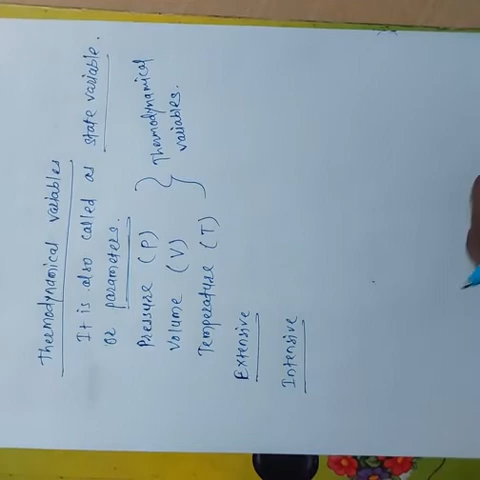 Thermodynamical variables
It is also called as state variable.
or parameters.
Pressure (P)
Volume (V)
Temperature (T)
} Thermodynamical
variables.
Extensive
Intensive